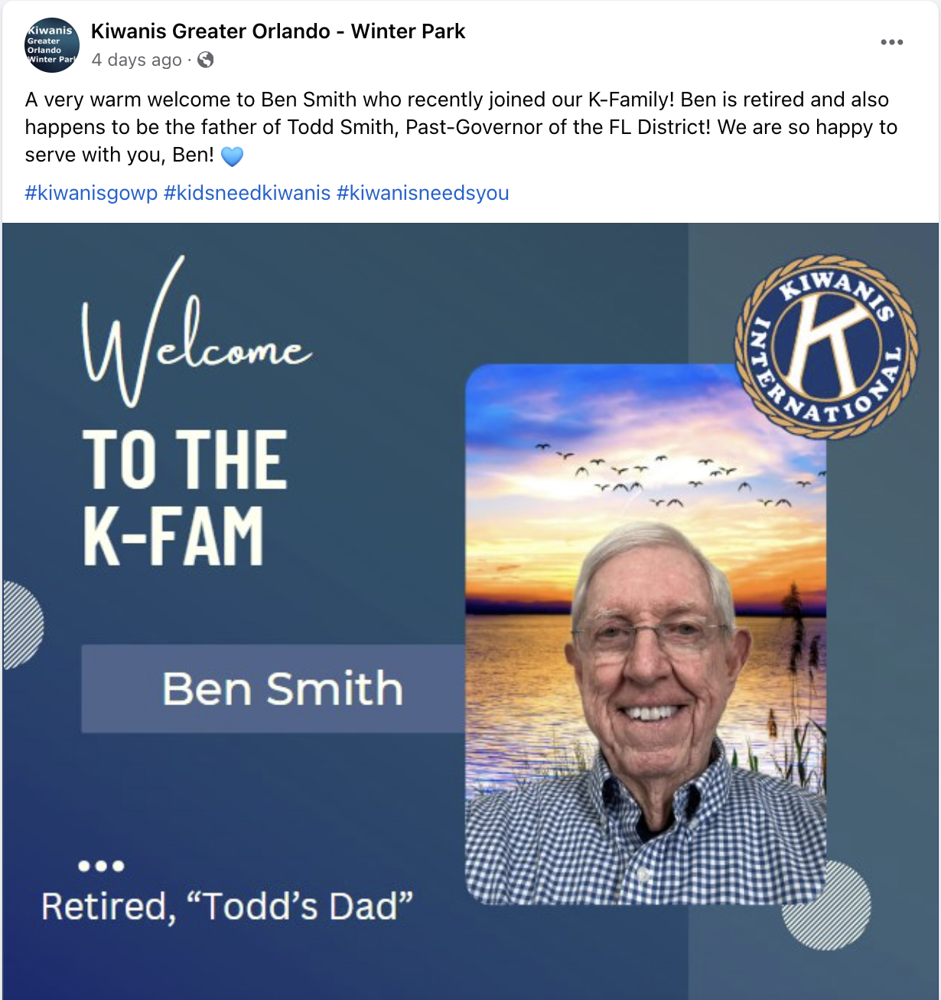 Kiwanis
Greater
Orlando
Winter Park
Kiwanis Greater Orlando - Winter Park
4 days ago ·
A very warm welcome to Ben Smith who recently joined our K-Family! Ben is retired and also
happens to be the father of Todd Smith, Past-Governor of the FL District! We are so happy to
serve with you, Ben! 💙
#kiwanisgowp #kidsneedkiwanis #kiwanisneedsyou
Welcome
TO THE
K-FAM
KIWANIS
K
INTERNATIONAL
Ben Smith
Retired, “Todd’s Dad”